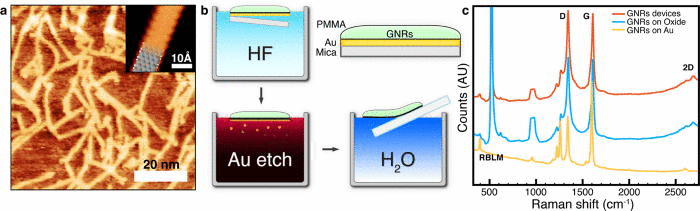 a
10Å
20 nm
b
HF
PMMA
GNRs
Au
Mica
Au etch
H2O
c
GNRs devices
GNRs on Oxide
GNRs on Au
D
G
2D
RBLM
Counts (AU)
500 1000 1500 2000 2500
Raman shift (cm-1)